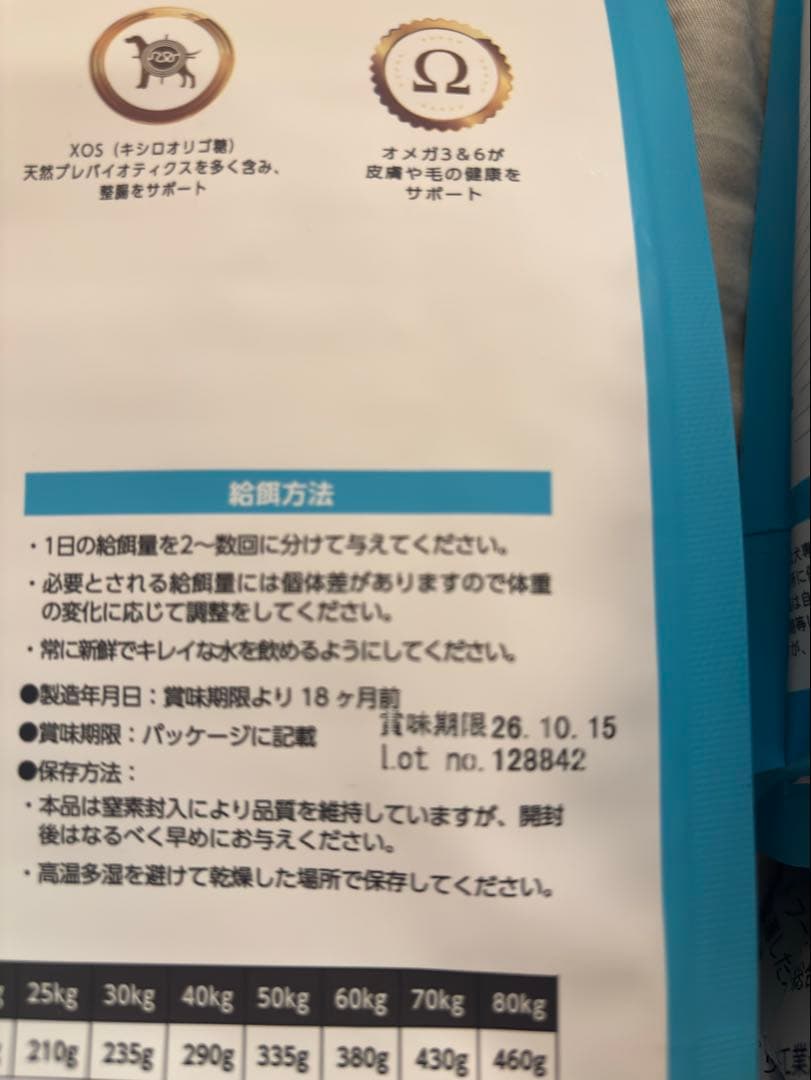 Ω
XOS（キシロオリゴ糖）
天然プレバイオティクスを多く含み、
整腸をサポート
オメガ3＆6が
皮膚や毛の健康を
サポート
給餌方法
・1日の給餌量を2〜数回に分けて与えてください。
・必要とされる給餌量には個体差がありますので体重
の変化に応じて調整をしてください。
・常に新鮮でキレイな水を飲めるようにしてください。
●製造年月日：賞味期限より 18 ヶ月前
●賞味期限：パッケージに記載
賞味期限26. 10. 15
Lot no. 128842
●保存方法：
・本品は窒素封入により品質を維持していますが、開封
後はなるべく早めにお与えください。
・高温多湿を避けて乾燥した場所で保存してください。
25kg 30kg 40kg 50kg 60kg 70kg 80kg
210g 235g 290g 335g 380g 430g 460g